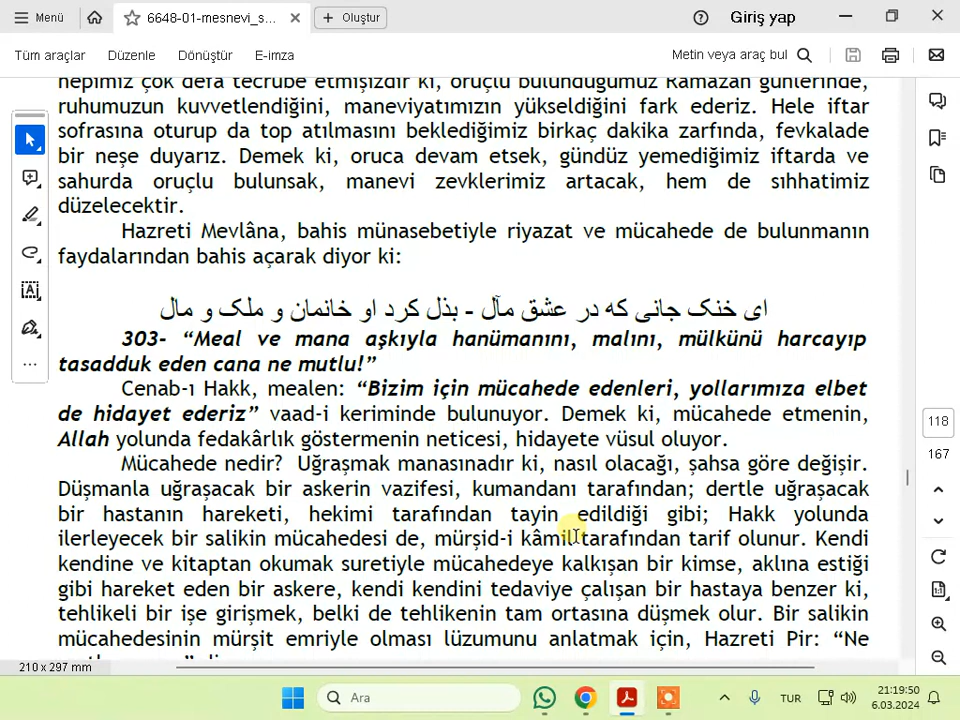 Menü
6648-01-mesnevi_s...
Oluştur
Giriş yap
Tüm araçlar
Düzenle
Dönüştür
E-imza
Metin veya araç bul
hepimiz çok defa tecrübe etmişizdir ki, oruçlu bulunduğumuz Ramazan günlerinde,
ruhumuzun kuvvetlendiğini, maneviyatımızın yükseldiğini fark ederiz. Hele iftar
sofrasına oturup da top atılmasını beklediğimiz birkaç dakika zarfında, fevkalade
bir neşe duyarız. Demek ki, oruca devam etsek, gündüz yemediğimiz iftarda ve
sahurda oruçlu bulunsak, manevi zevklerimiz artacak, hem de sıhhatimiz
düzelecektir.
Hazreti Mevlâna, bahis münasebetiyle riyazat ve mücahede de bulunmanın
faydalarından bahis açarak diyor ki:
ای خنک جانی که در عشق مآل - بذل کرد او خانمان و ملک و مال
303- “Meal ve mana aşkıyla hanümanını, malını, mülkünü harcayıp
tasadduk eden cana ne mutlu!”
Cenab-ı Hakk, mealen: “Bizim için mücahede edenleri, yollarımıza elbet
de hidayet ederiz” vaad-i keriminde bulunuyor. Demek ki, mücahede etmenin,
Allah yolunda fedakârlık göstermenin neticesi, hidayete vüsul oluyor.
Mücahede nedir? Uğraşmak manasınadır ki, nasıl olacağı, şahsa göre değişir.
Düşmanla uğraşacak bir askerin vazifesi, kumandanı tarafından; dertle uğraşacak
bir hastanın hareketi, hekimi tarafından tayin edildiği gibi; Hakk yolunda
ilerleyecek bir salikin mücahedesi de, mürşid-i kâmil tarafından tarif olunur. Kendi
kendine ve kitaptan okumak suretiyle mücahedeye kalkışan bir kimse, aklına estiği
gibi hareket eden bir askere, kendi kendini tedaviye çalışan bir hastaya benzer ki,
tehlikeli bir işe girişmek, belki de tehlikenin tam ortasına düşmek olur. Bir salikin
mücahedesinin mürşit emriyle olması lüzumunu anlatmak için, Hazreti Pir: “Ne
118
167
210 x 297 mm
Ara
TUR
21:19:50
6.03.2024